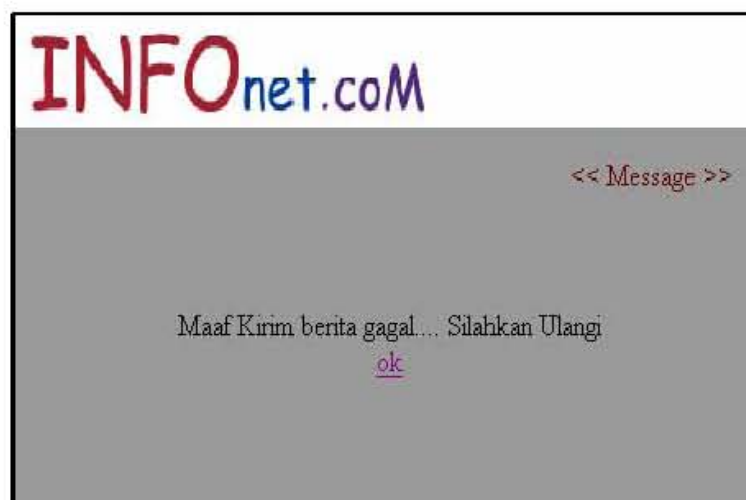 INFOnet.coM
<< Message >>
Maaf Kirim berita gagal.... Silahkan Ulangi
ok